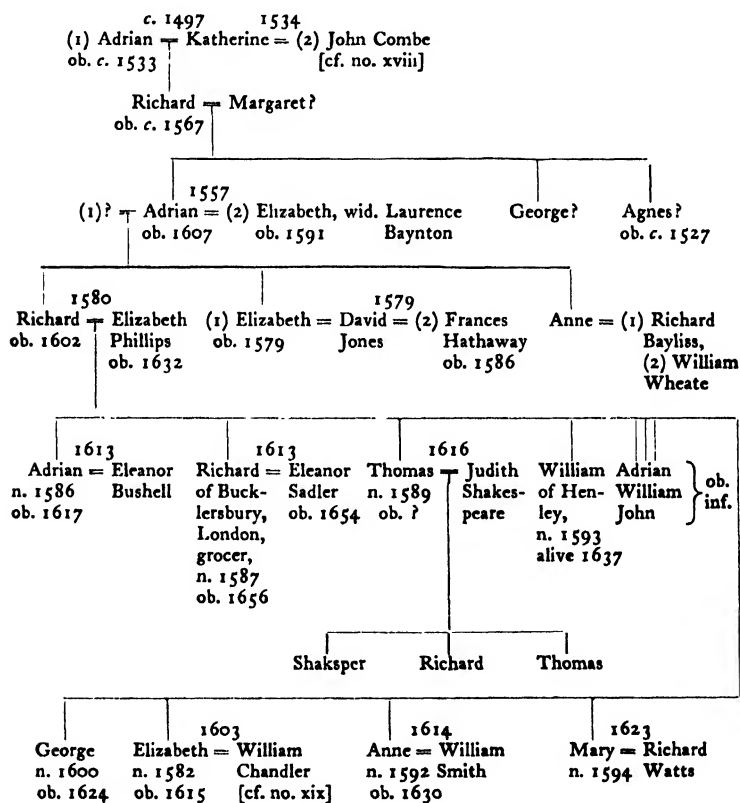 c. 1497 1534
(1) Adrian = Katherine = (2) John Combe
ob. c. 1533 [cf. no. xviii]
Richard = Margaret?
ob. c. 1567
1557
(1)? = Adrian = (2) Elizabeth, wid. Laurence George? Agnes?
ob. 1607 ob. 1591 Baynton ob. c. 1527
1580 1579
Richard = Elizabeth (1) Elizabeth = David = (2) Frances Anne = (1) Richard
ob. 1602 Phillips ob. 1579 Jones Hathaway Bayliss,
ob. 1632 ob. 1586 (2) William
Wheate
1613 1613 1616
Adrian = Eleanor Richard = Eleanor Thomas = Judith William Adrian } ob.
n. 1586 Bushell of Buck- Sadler n. 1589 Shakes- of Hen- William inf.
ob. 1617 lersbury, ob. 1654 ob. ? peare ley, John
London, n. 1593
grocer, alive 1637
n. 1587
ob. 1656
Shaksper Richard Thomas
1603 1614 1623
George Elizabeth = William Anne = William Mary = Richard
n. 1600 n. 1582 Chandler n. 1592 Smith n. 1594 Watts
ob. 1624 ob. 1615 [cf. no. xix] ob. 1630